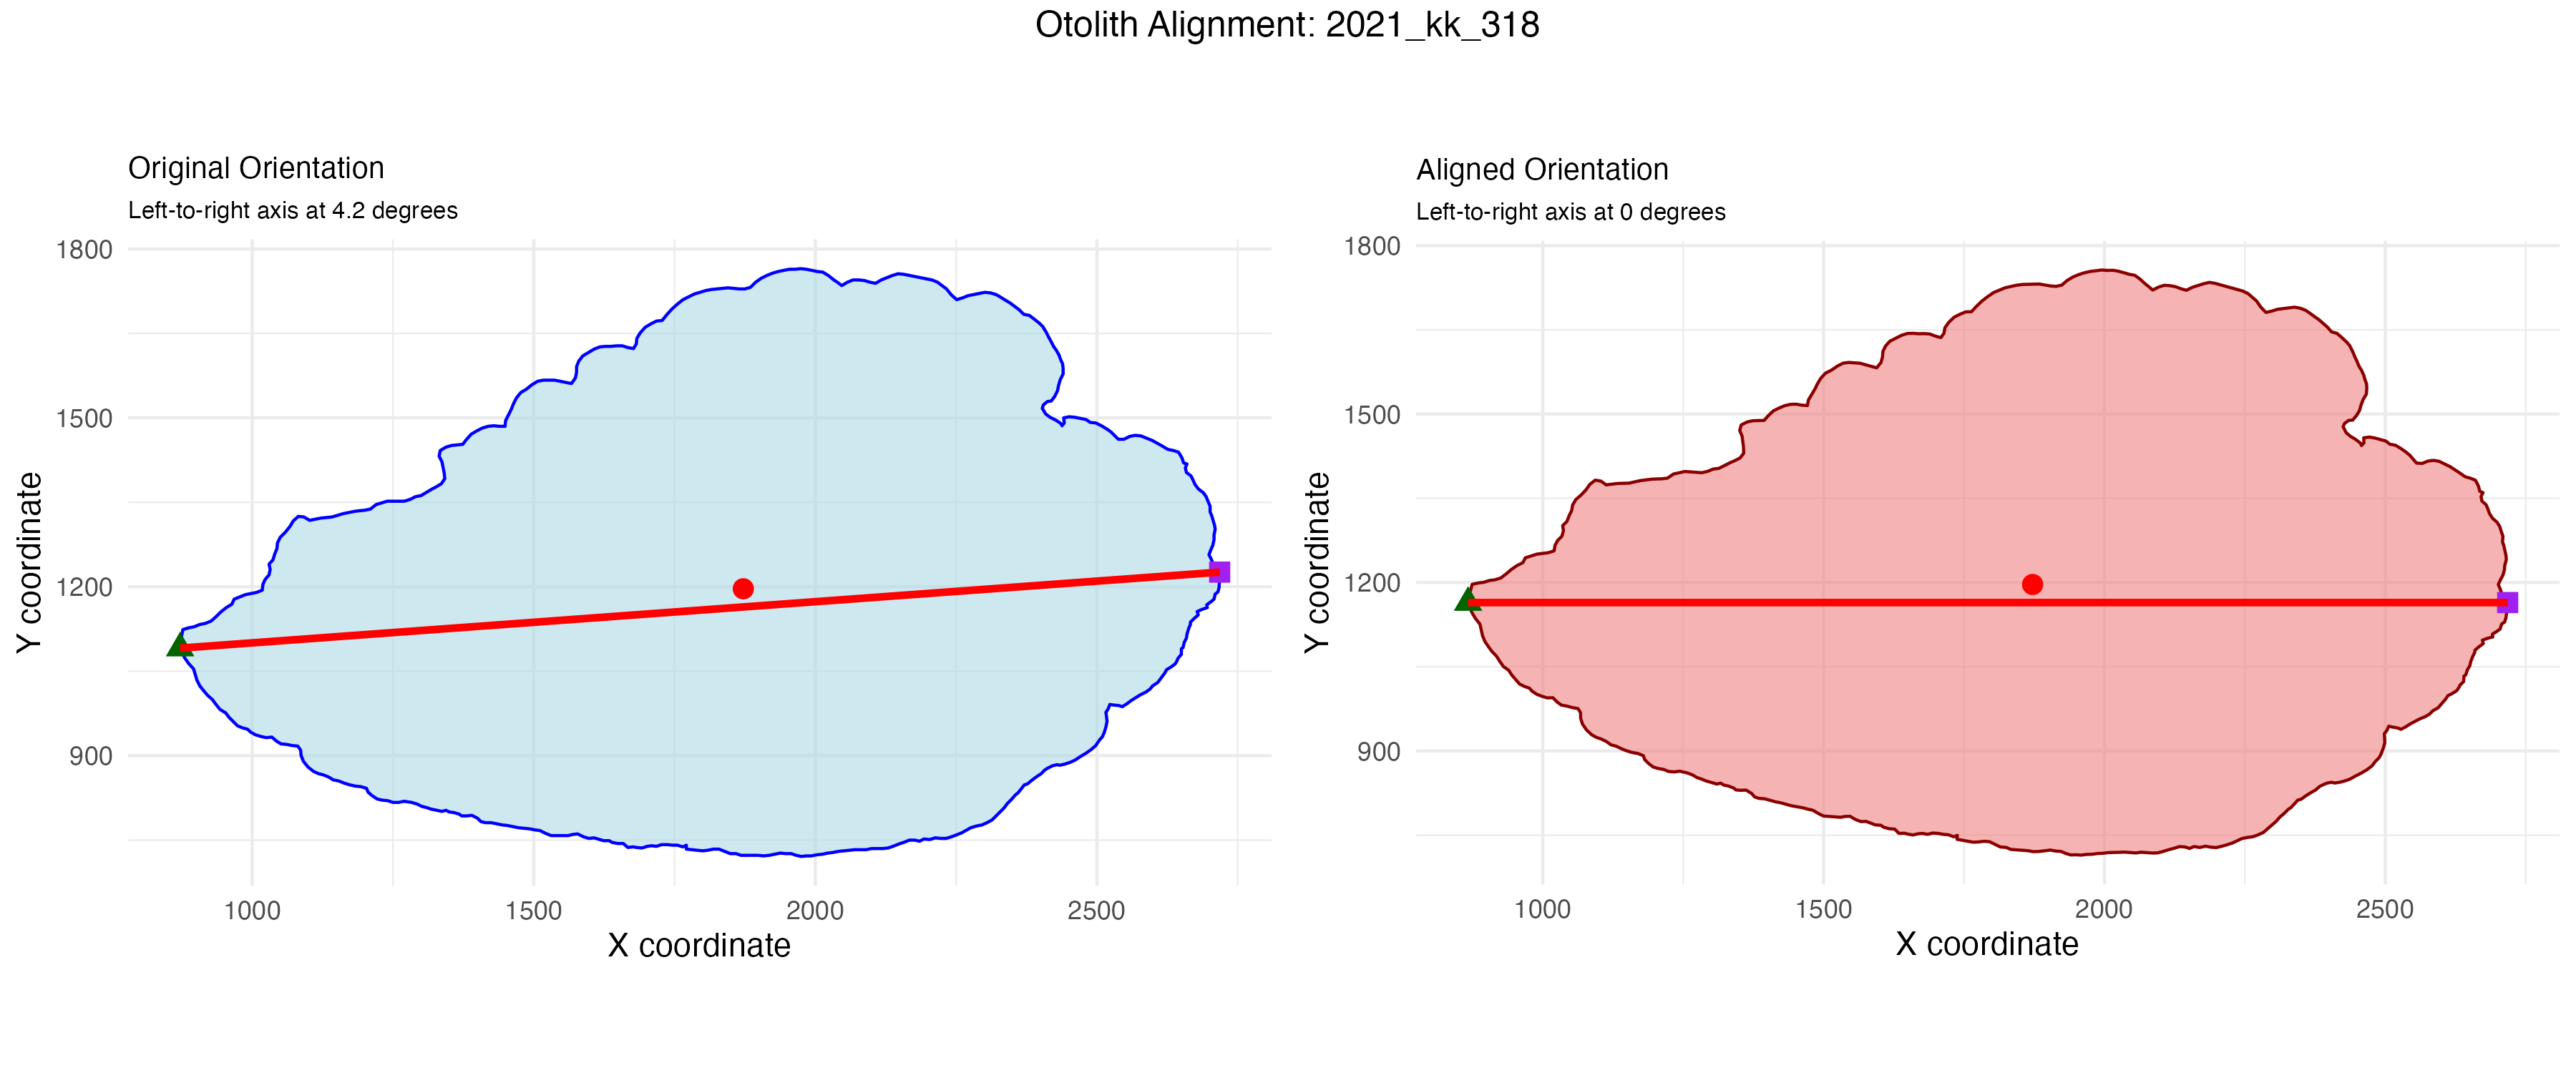 Otolith Alignment: 2021_kk_318
Original Orientation
Left-to-right axis at 4.2 degrees
1800
1500
1200
900
Y coordinate
1000 1500 2000 2500
X coordinate
Aligned Orientation
Left-to-right axis at 0 degrees
1800
1500
1200
900
Y coordinate
1000 1500 2000 2500
X coordinate